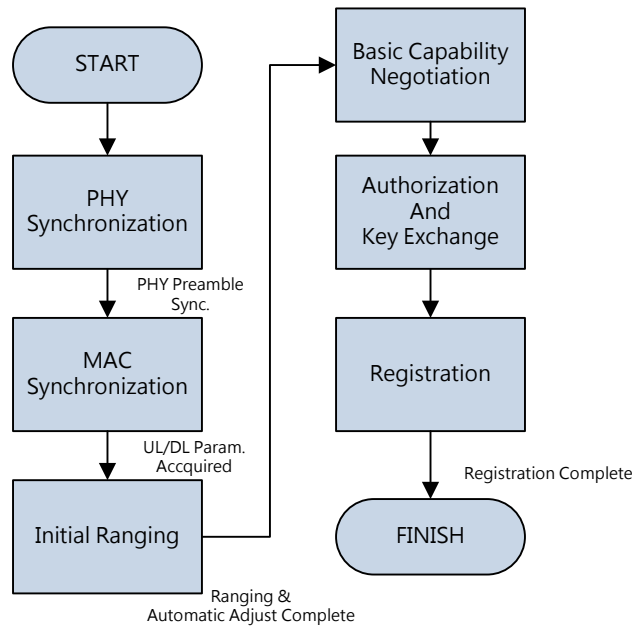 START
PHY
Synchronization
PHY Preamble
Sync.
MAC
Synchronization
UL/DL Param.
Accquired
Initial Ranging
Ranging &
Automatic Adjust Complete
Basic Capability
Negotiation
Authorization
And
Key Exchange
Registration
Registration Complete
FINISH